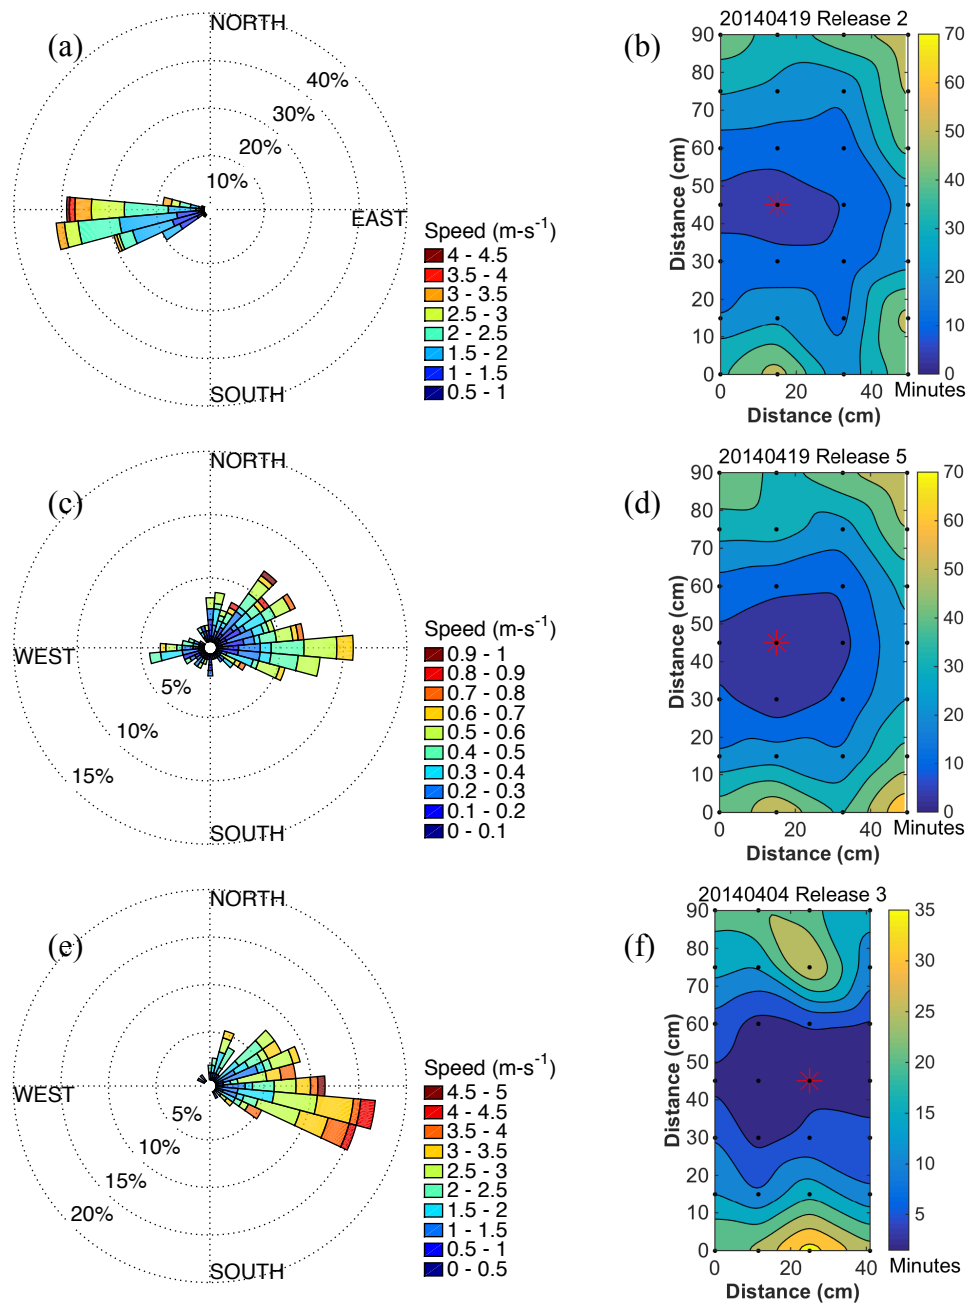 (a)
NORTH
40%
30%
20%
10%
EAST
SOUTH
Speed (m-s-1)
4 - 4.5
3.5 - 4
3 - 3.5
2.5 - 3
2 - 2.5
1.5 - 2
1 - 1.5
0.5 - 1
(b)
20140419 Release 2
90
80
70
60
50
40
30
20
10
0
Distance (cm)
0 20 40
Distance (cm)
70
60
50
40
30
20
10
0
Minutes
(c)
NORTH
WEST
5%
10%
15%
SOUTH
Speed (m-s-1)
0.9 - 1
0.8 - 0.9
0.7 - 0.8
0.6 - 0.7
0.5 - 0.6
0.4 - 0.5
0.3 - 0.4
0.2 - 0.3
0.1 - 0.2
0 - 0.1
(d)
20140419 Release 5
90
80
70
60
50
40
30
20
10
0
Distance (cm)
0 20 40
Distance (cm)
70
60
50
40
30
20
10
0
Minutes
(e)
NORTH
WEST
5%
10%
15%
20%
SOUTH
Speed (m-s-1)
4.5 - 5
4 - 4.5
3.5 - 4
3 - 3.5
2.5 - 3
2 - 2.5
1.5 - 2
1 - 1.5
0.5 - 1
0 - 0.5
(f)
20140404 Release 3
90
80
70
60
50
40
30
20
10
0
Distance (cm)
0 20 40
Distance (cm)
35
30
25
20
15
10
5
Minutes